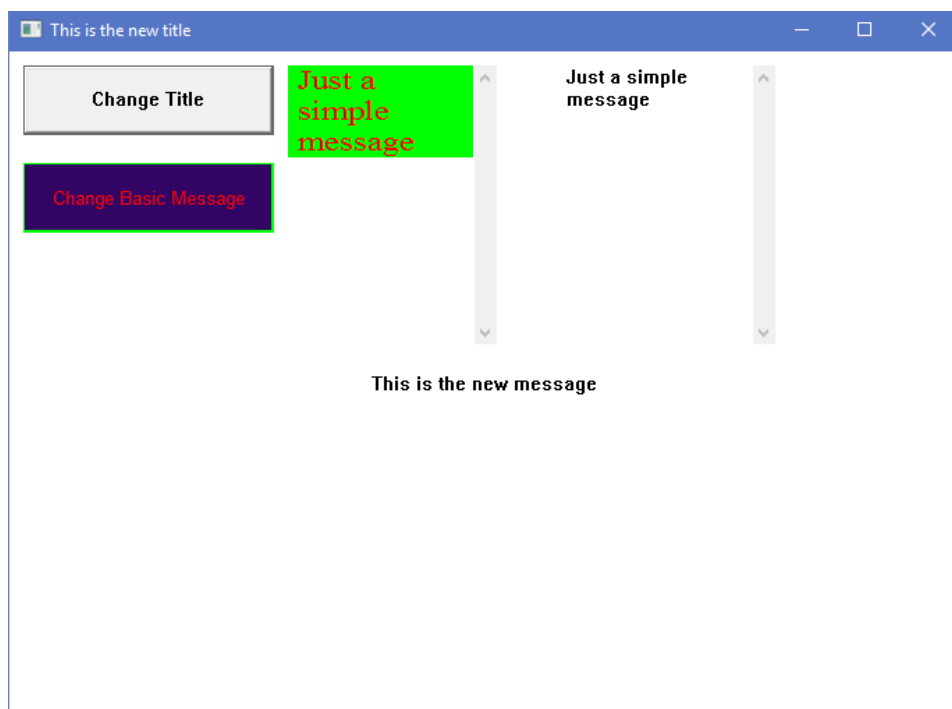 This is the new title
Change Title
Change Basic Message
Just a
simple
message
Just a simple
message
This is the new message